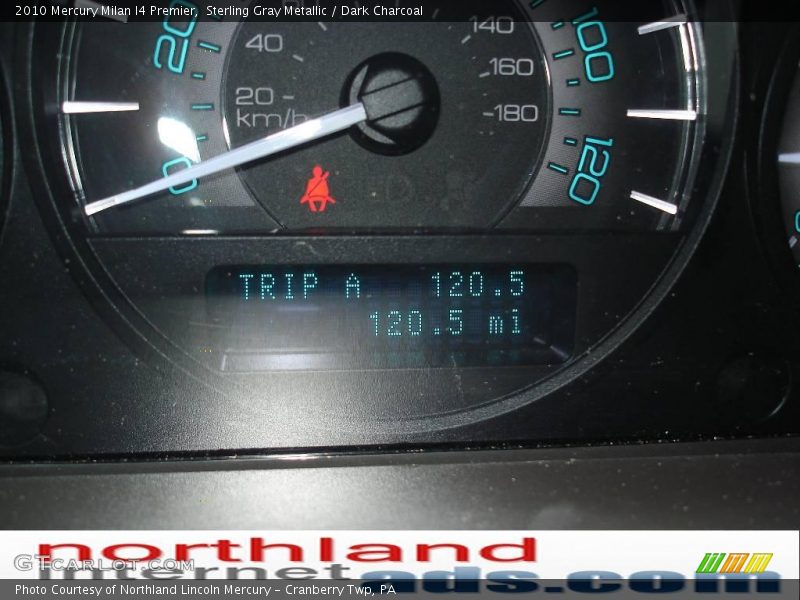 2010 Mercury Milan I4 Premier,  Sterling Gray Metallic / Dark Charcoal
20 0 100 120
40 20 km/h 140 160 180
TRIP A 120.5
120.5 mi
northland
internetads.com
GTCARLOT.COM
Photo Courtesy of Northland Lincoln Mercury – Cranberry Twp, PA